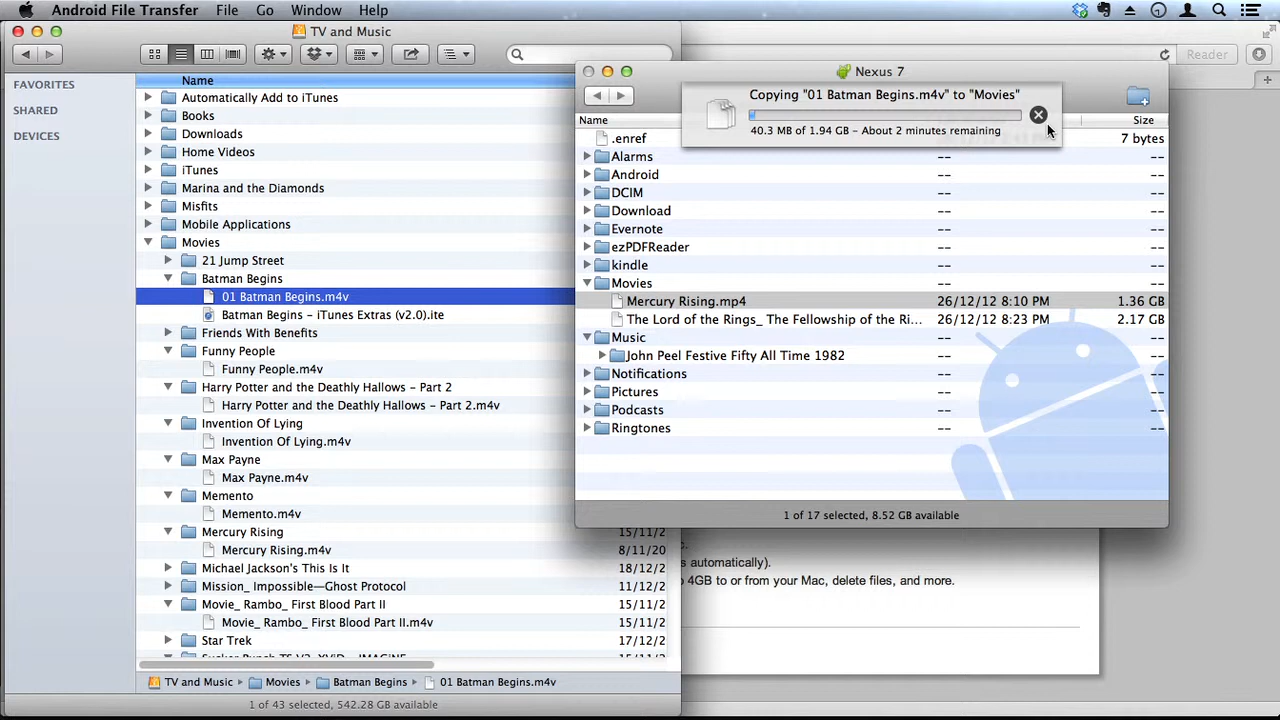 Android File Transfer File Go Window Help
TV and Music
FAVORITES
SHARED
DEVICES
Name
Automatically Add to iTunes
Books
Downloads
Home Videos
iTunes
Marina and the Diamonds
Misfits
Mobile Applications
Movies
21 Jump Street
Batman Begins
01 Batman Begins.m4v
Batman Begins - iTunes Extras (v2.0).ite
Friends With Benefits
Funny People
Funny People.m4v
Harry Potter and the Deathly Hallows - Part 2
Harry Potter and the Deathly Hallows - Part 2.m4v
Invention Of Lying
Invention Of Lying.m4v
Max Payne
Max Payne.m4v
Memento
Memento.m4v
Mercury Rising 15/11/2
Mercury Rising.m4v 8/11/20
Michael Jackson's This Is It 18/12/2
Mission_ Impossible—Ghost Protocol 11/12/2
Movie_ Rambo_ First Blood Part II 15/11/2
Movie_ Rambo_ First Blood Part II.m4v 15/11/2
Star Trek 17/12/2
TV and Music Movies Batman Begins 01 Batman Begins.m4v
1 of 43 selected, 542.28 GB available
Reader
Nexus 7
Copying "01 Batman Begins.m4v" to "Movies"
40.3 MB of 1.94 GB - About 2 minutes remaining
Name Size
.enref 7 bytes
Alarms -- --
Android -- --
DCIM -- --
Download -- --
Evernote -- --
ezPDFReader -- --
kindle -- --
Movies -- --
Mercury Rising.mp4 26/12/12 8:10 PM 1.36 GB
The Lord of the Rings_ The Fellowship of the Ri... 26/12/12 8:23 PM 2.17 GB
Music -- --
John Peel Festive Fifty All Time 1982 -- --
Notifications -- --
Pictures -- --
Podcasts -- --
Ringtones -- --
1 of 17 selected, 8.52 GB available
s automatically).
4GB to or from your Mac, delete files, and more.